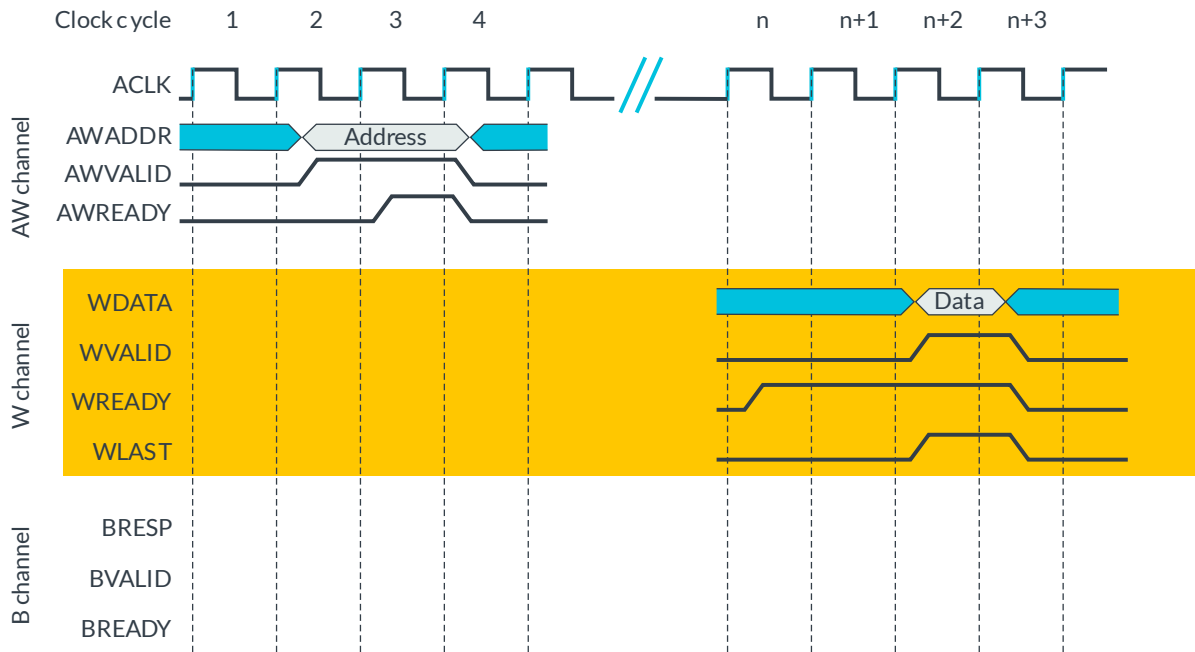 Clock cycle 1 2 3 4 n n+1 n+2 n+3
ACLK
AW channel
AWADDR Address
AWVALID
AWREADY
W channel
WDATA Data
WVALID
WREADY
WLAST
B channel
BRESP
BVALID
BREADY